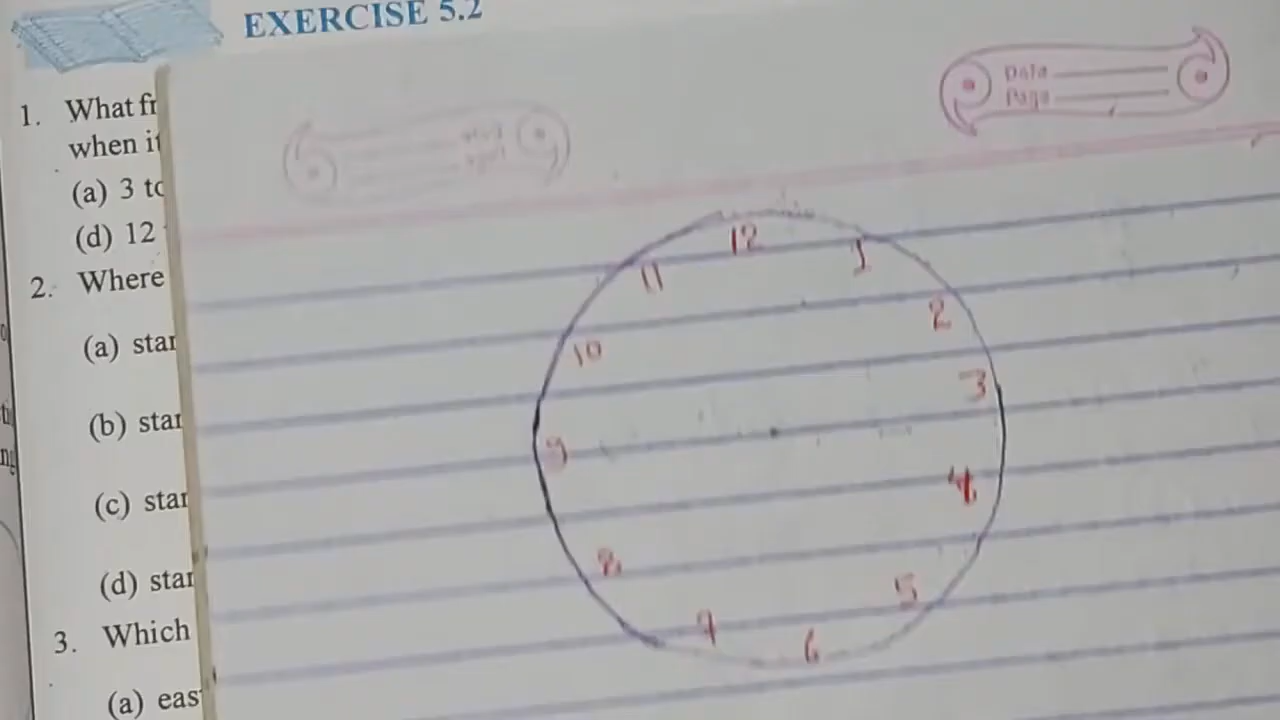 EXERCISE 5.2
1. What fr
when it
(a) 3 to
(d) 12
2. Where
(a) star
(b) star
(c) star
(d) star
3. Which
(a) eas
Date
Page
12
1
11
2
10
3
9
4
8
5
7
6